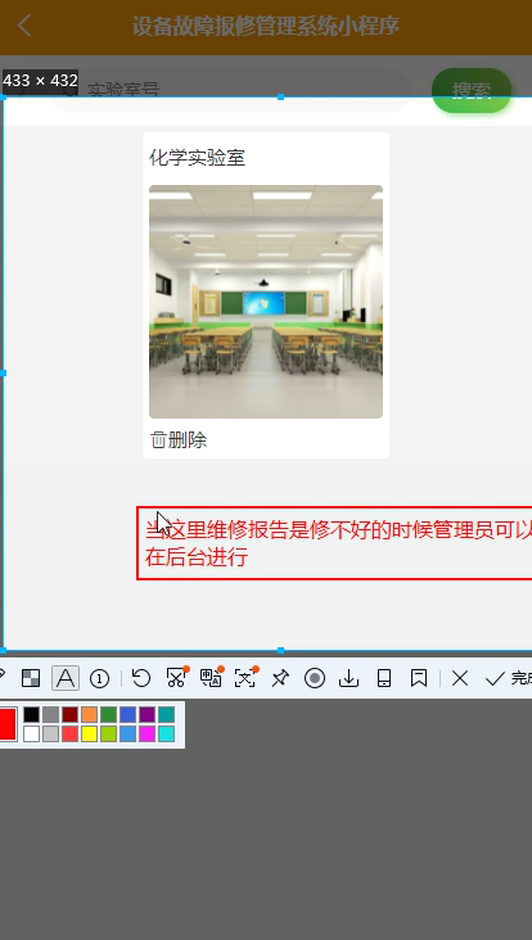 设备故障报修管理系统小程序
433 × 432
实验室号
搜索
化学实验室
删除
当这里维修报告是修不好的时候管理员可以
在后台进行
A
1
文
完成